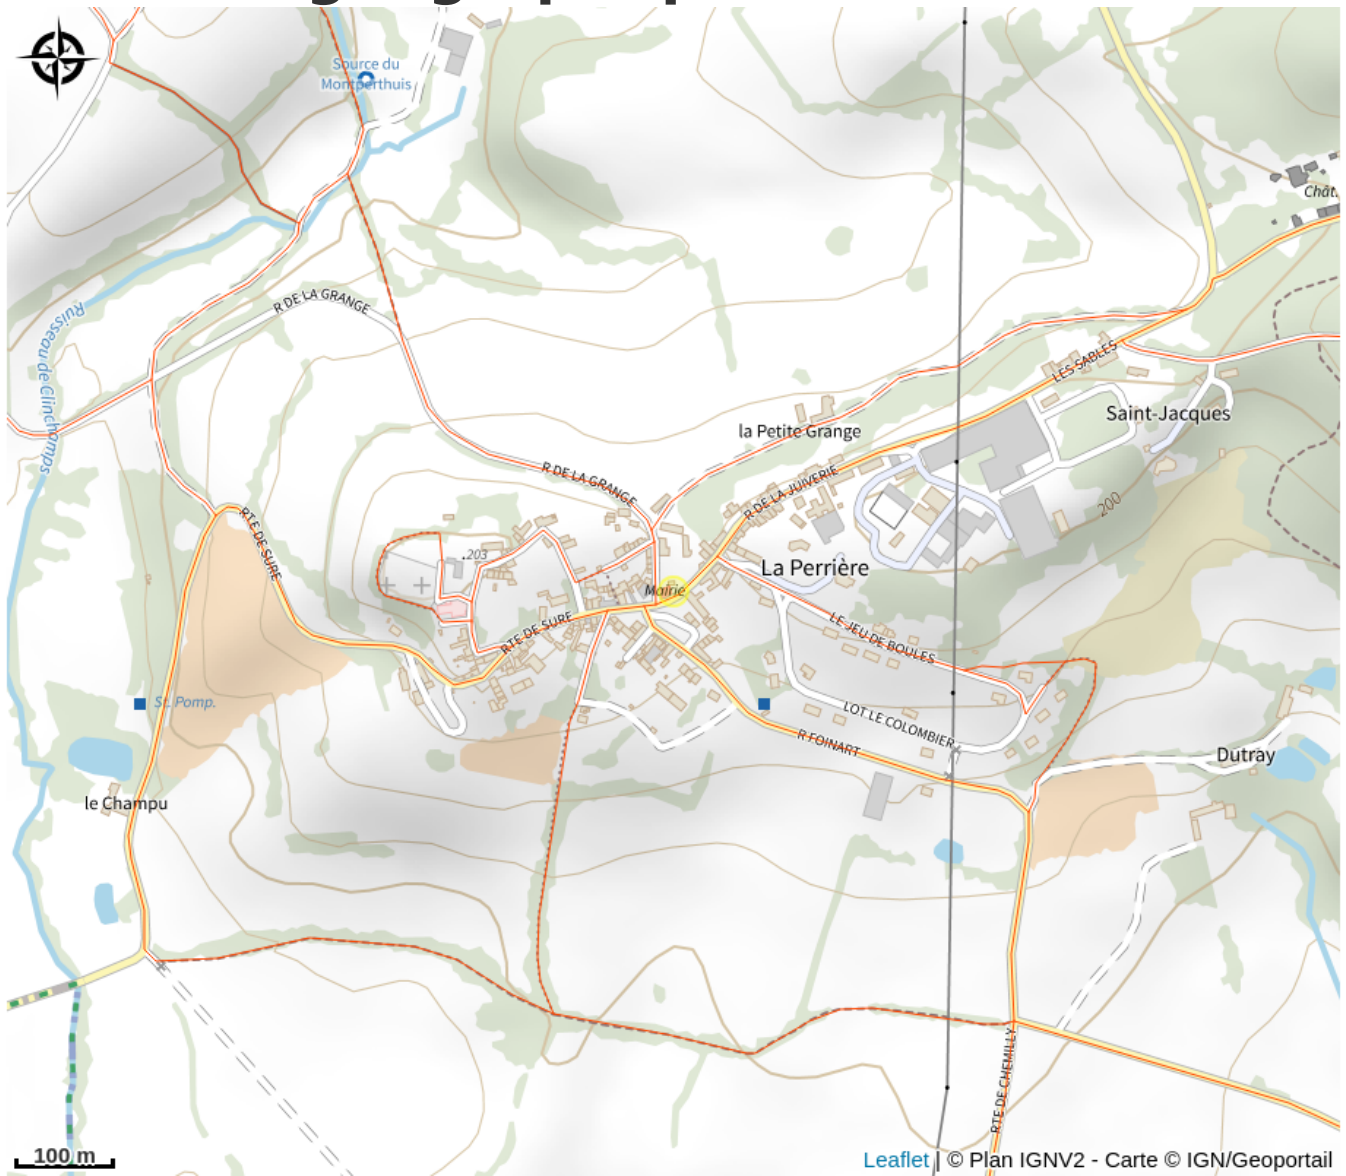 Source du
Montperthuis
Chât.
R DE LA GRANGE
Ruisseau de Clinchamps
LES SABLES
Saint-Jacques
la Petite Grange
R DE LA GRANGE
R DE LA JUIVERIE
200
RTE DE SURE
.203
La Perrière
Mairie
RTE DE SURE
LE JEU DE BOULES
St. Pomp.
LOT LE COLOMBIER
R FOINART
Dutray
le Champu
RTE DE CHEMILLY
100 m
Leaflet | © Plan IGNV2 - Carte © IGN/Geoportail